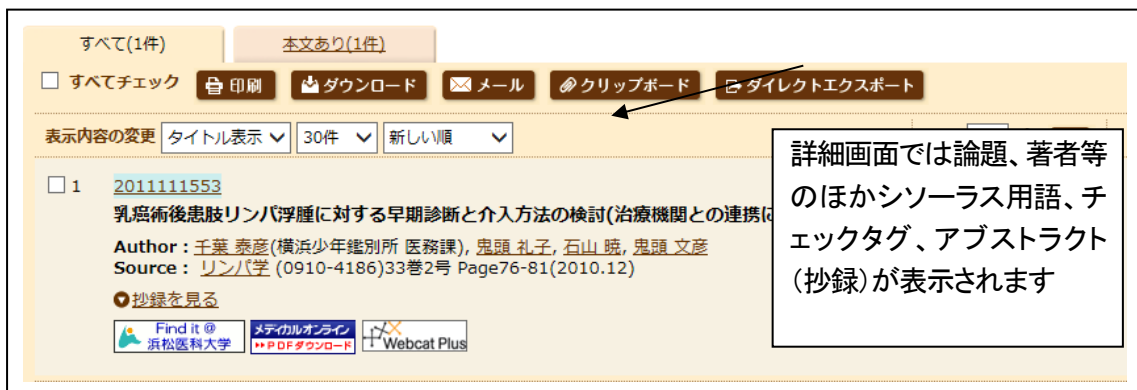 すべて(1件)
本文あり(1件)
すべてチェック 印刷 ダウンロード メール クリップボード ダイレクトエクスポート
表示内容の変更 タイトル表示 30件 新しい順
1 2011111553
乳癌術後患肢リンパ浮腫に対する早期診断と介入方法の検討(治療機関との連携に
Author : 千葉 泰彦(横浜少年鑑別所 医務課), 鬼頭 礼子, 石山 暁, 鬼頭 文彦
Source : リンパ学 (0910-4186)33巻2号 Page76-81(2010.12)
抄録を見る
Find it @
浜松医科大学
メディカルオンライン
PDFダウンロード
Webcat Plus
詳細画面では論題、著者等
のほかシソーラス用語、チ
ェックタグ、アブストラクト
(抄録)が表示されます